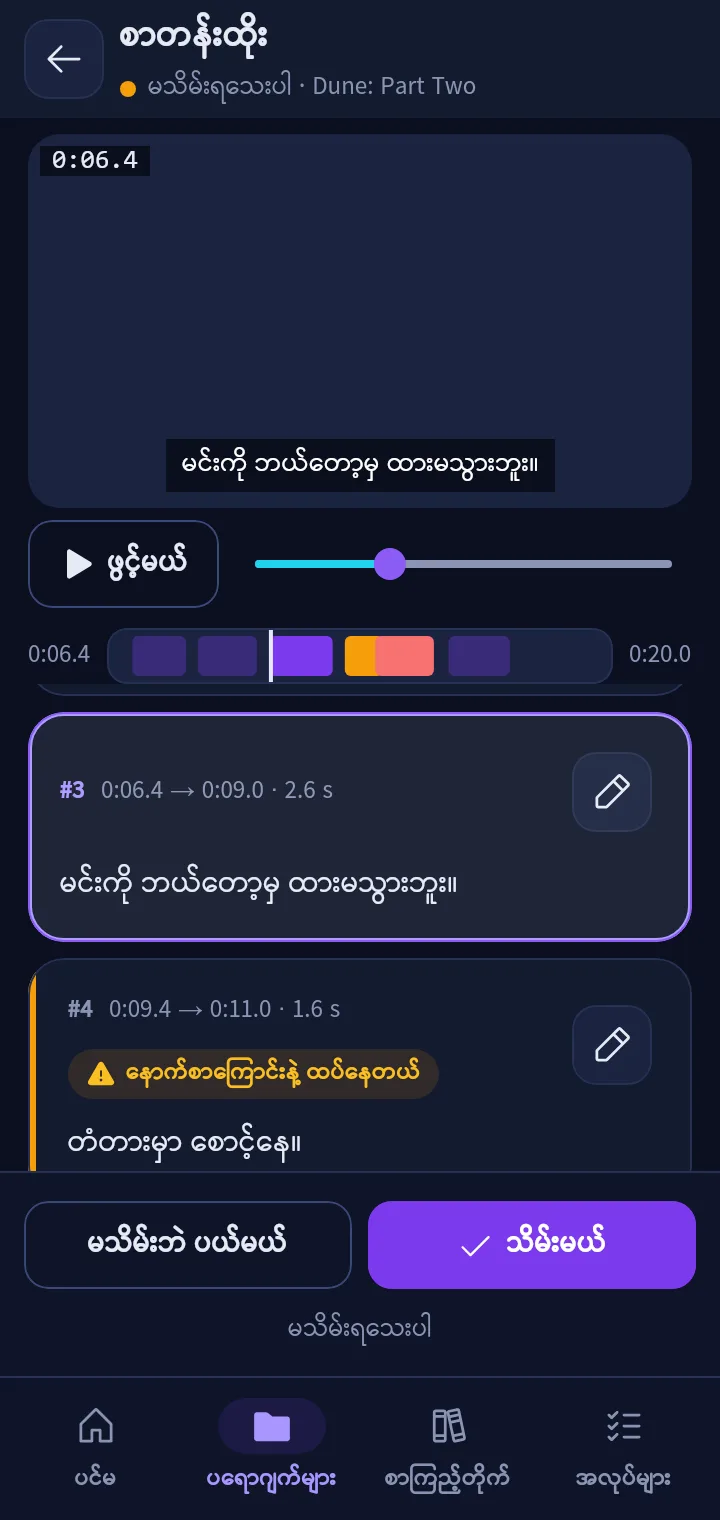 စာတန်းထိုး
မသိမ်းရသေးပါ · Dune: Part Two
0:06.4
မင်းကို ဘယ်တော့မှ ထားမသွားဘူး။
ဖွင့်မယ်
0:06.4
0:20.0
#3 0:06.4 → 0:09.0 · 2.6 s
မင်းကို ဘယ်တော့မှ ထားမသွားဘူး။
#4 0:09.4 → 0:11.0 · 1.6 s
နောက်စာကြောင်းနဲ့ ထပ်နေတယ်
တံတားမှာ စောင့်နေ။
မသိမ်းဘဲ ပယ်မယ်
သိမ်းမယ်
မသိမ်းရသေးပါ
ပင်မ
ပရောဂျက်များ
စာကြည့်တိုက်
အလုပ်များ